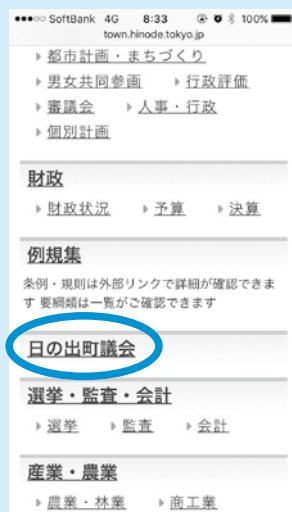 SoftBank 4G 8:33 100%
town.hinode.tokyo.jp
都市計画・まちづくり
男女共同参画 行政評価
審議会 人事・行政
個別計画
財政
財政状況 予算 決算
例規集
条例・規則は外部リンクで詳細が確認できま
す 要綱類は一覧がご確認できます
日の出町議会
選挙・監査・会計
選挙 監査 会計
産業・農業
農業・林業 商工業